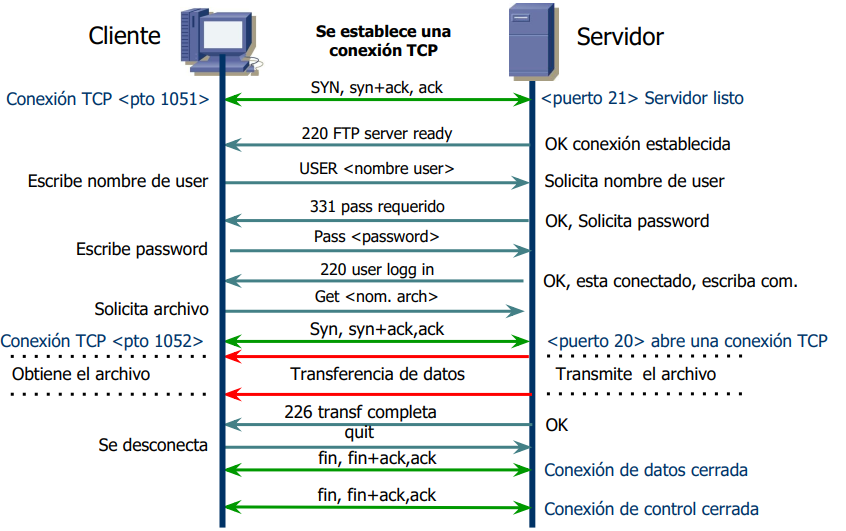 Cliente
Se establece una
conexión TCP
Servidor
Conexión TCP <pto 1051>
SYN, syn+ack, ack
<puerto 21> Servidor listo
220 FTP server ready
OK conexión establecida
Escribe nombre de user
USER <nombre user>
Solicita nombre de user
331 pass requerido
OK, Solicita password
Escribe password
Pass <password>
220 user logg in
OK, esta conectado, escriba com.
Solicita archivo
Get <nom. arch>
Conexión TCP <pto 1052>
Syn, syn+ack,ack
<puerto 20> abre una conexión TCP
Obtiene el archivo
Transferencia de datos
Transmite el archivo
226 transf completa
OK
Se desconecta
quit
fin, fin+ack,ack
Conexión de datos cerrada
fin, fin+ack,ack
Conexión de control cerrada